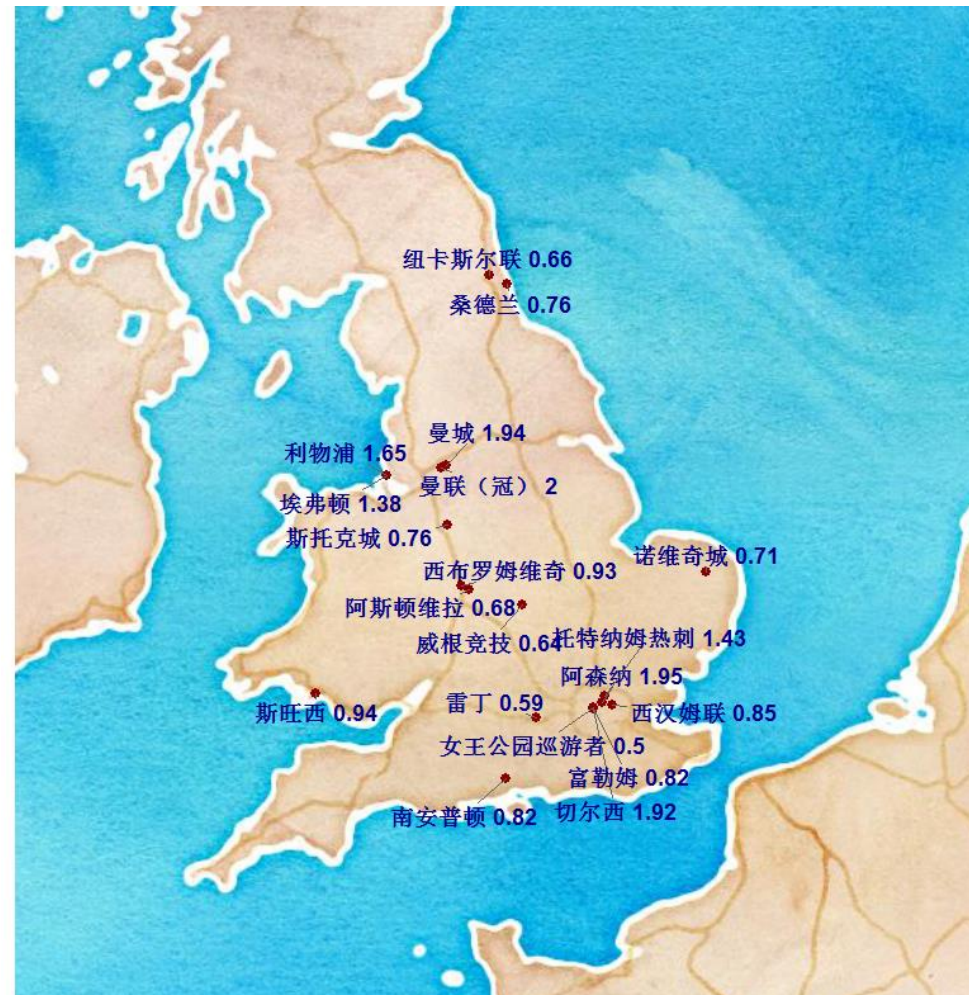 纽卡斯尔联 0.66
桑德兰 0.76
曼城 1.94
利物浦 1.65
曼联（冠） 2
埃弗顿 1.38
斯托克城 0.76
诺维奇城 0.71
西布罗姆维奇 0.93
阿斯顿维拉 0.68
威根竞技 0.64
托特纳姆热刺 1.43
阿森纳 1.95
雷丁 0.59
斯旺西 0.94
西汉姆联 0.85
女王公园巡游者 0.5
富勒姆 0.82
切尔西 1.92
南安普顿 0.82